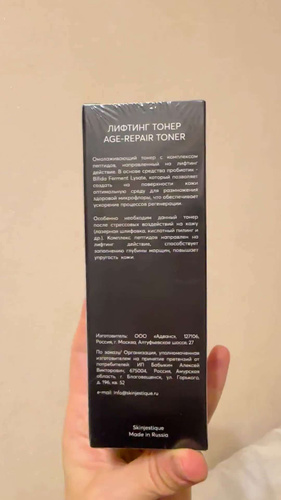 ЛИФТИНГ ТОНЕР
AGE-REPAIR TONER
Омолаживающий тонер с комплексом
пептидов, направленный на лифтинг
действие. В основе средства пробиотик -
Bifida Ferment Lysate, который позволяет
создать на поверхности кожи
оптимальную среду для размножения
здоровой микрофлоры, что обеспечивает
ускорение процессов регенерации.
Особенно необходим данный тонер
после стрессовых воздействий на кожу
(лазерная шлифовка, кислотный пилинг и
др.) Комплекс пептидов направлен на
лифтинг действие, способствует
заполнению глубины морщин, повышает
упругость кожи.
Изготовитель: ООО «Адванс», 127106,
Россия, г. Москва, Алтуфьевское шоссе, 27
По заказу/ Организация, уполномоченная
изготовителем на принятие претензий от
потребителей: ИП Бабыкин Алексей
Викторович, 675004, Россия, Амурская
область, г. Благовещенск, ул. Горького,
д. 196, кв. 52
e-mail: info@skinjestique.ru
Skinjestique
Made in Russia